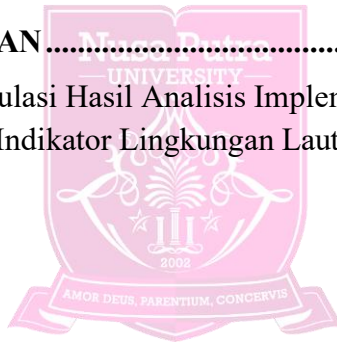 AN........................................
ulasi Hasil Analisis Implem
Indikator Lingkungan Laut
Nusa Putra
UNIVERSITY
2002
AMOR DEUS, PARENTIUM, CONCERVIS